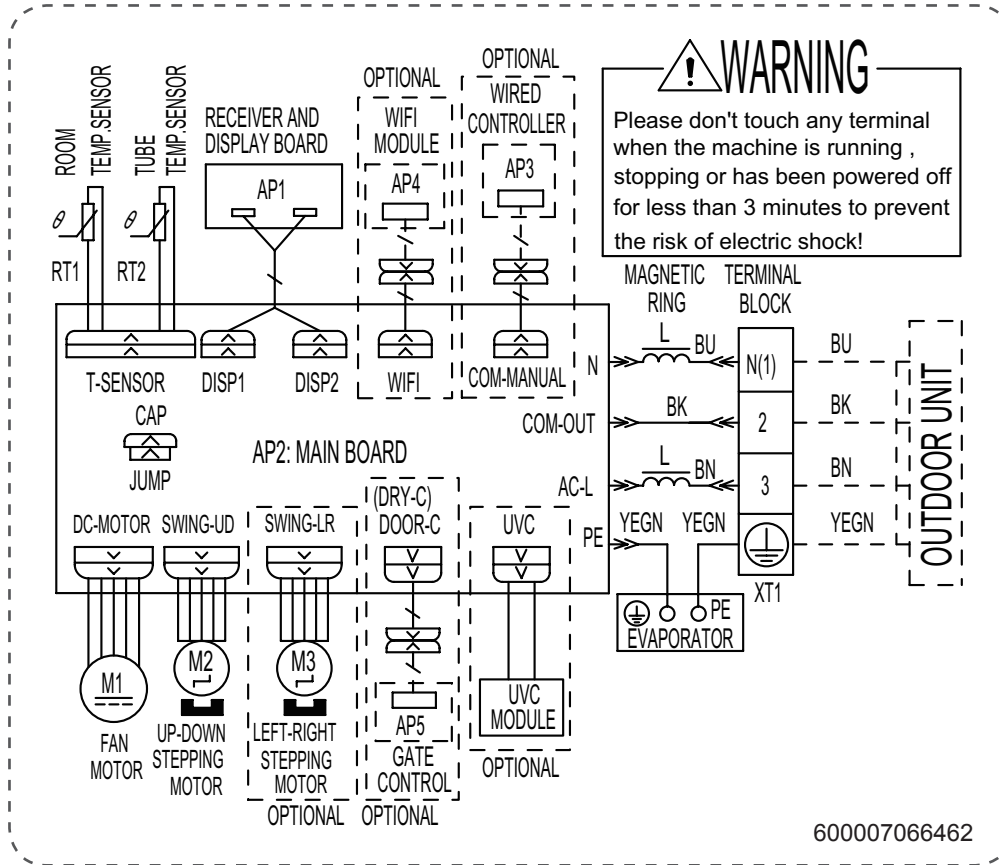 ROOM
TEMP.SENSOR
TUBE
TEMP.SENSOR
RECEIVER AND
DISPLAY BOARD
AP1
OPTIONAL
WIFI
MODULE
AP4
OPTIONAL
WIRED
CONTROLLER
AP3
WARNING
Please don't touch any terminal
when the machine is running ,
stopping or has been powered off
for less than 3 minutes to prevent
the risk of electric shock!
θ
RT1
θ
RT2
MAGNETIC
RING
TERMINAL
BLOCK
T-SENSOR
DISP1
DISP2
WIFI
COM-MANUAL
N
L
BU
N(1)
BU
CAP
JUMP
AP2: MAIN BOARD
COM-OUT
BK
2
BK
AC-L
L
BN
3
BN
PE
YEGN
YEGN
YEGN
XT1
OUTDOOR UNIT
PE
EVAPORATOR
DC-MOTOR
SWING-UD
SWING-LR
(DRY-C)
DOOR-C
UVC
M1
M2
M3
AP5
UVC
MODULE
FAN
MOTOR
UP-DOWN
STEPPING
MOTOR
LEFT-RIGHT
STEPPING
MOTOR
GATE
CONTROL
OPTIONAL
OPTIONAL
OPTIONAL
600007066462